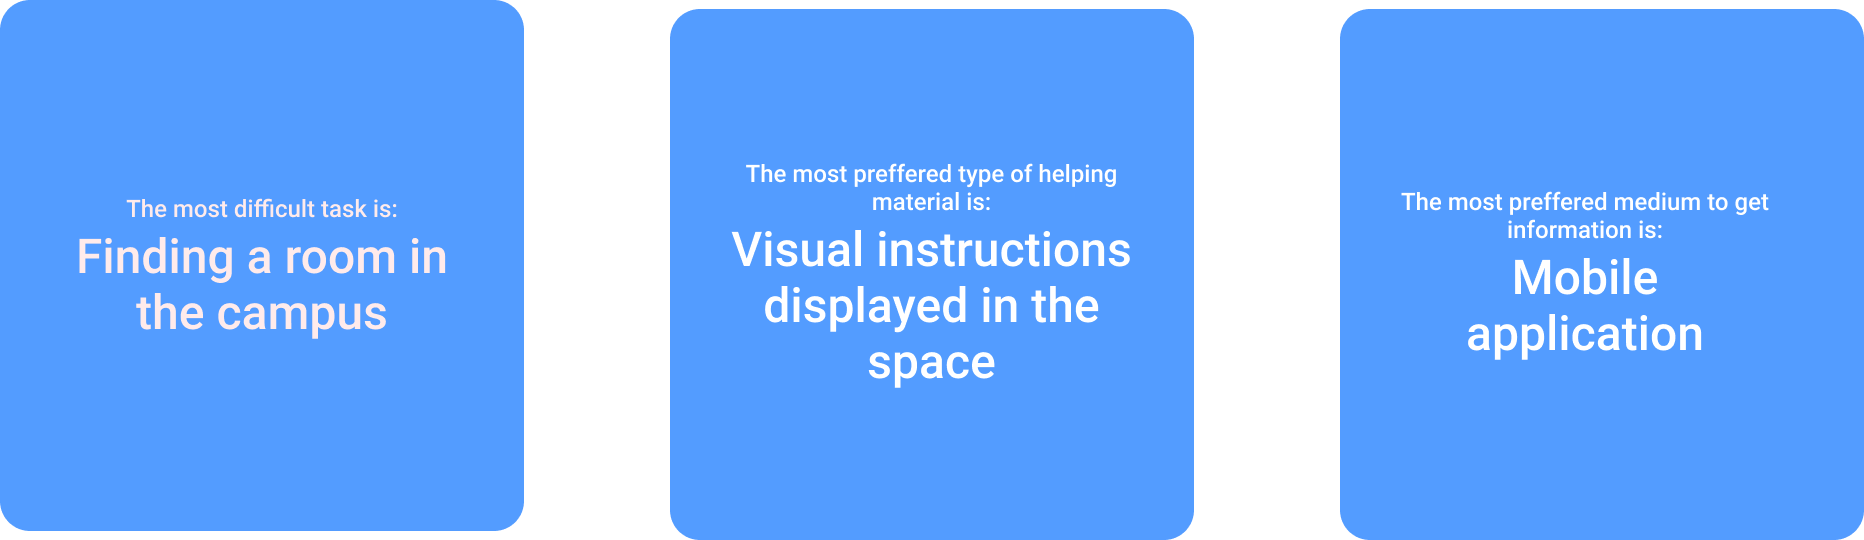 The most difficult task is:
Finding a room in
the campus
The most preffered type of helping
material is:
Visual instructions
displayed in the
space
The most preffered medium to get
information is:
Mobile
application